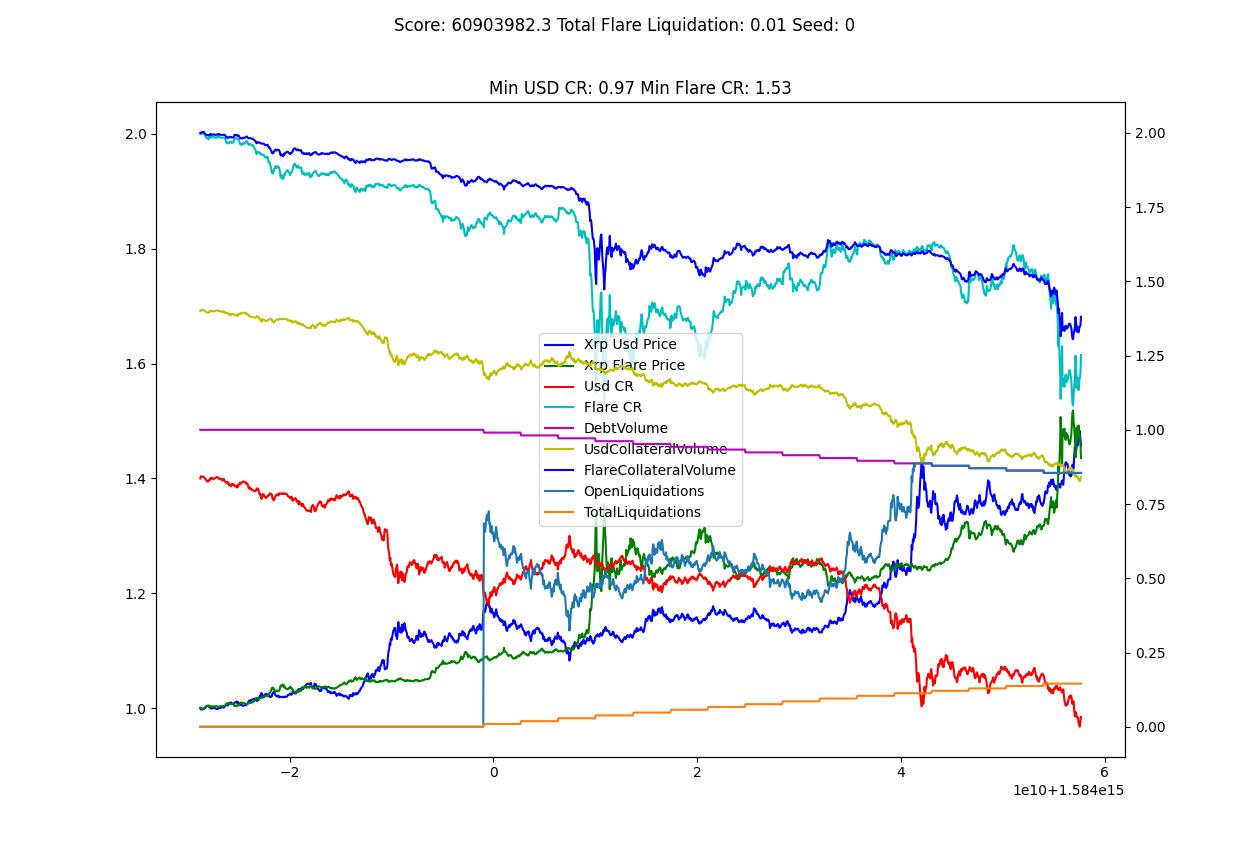 Score: 60903982.3 Total Flare Liquidation: 0.01 Seed: 0
Min USD CR: 0.97 Min Flare CR: 1.53
2.0
1.8
1.6
1.4
1.2
1.0
Xrp Usd Price
Xrp Flare Price
Usd CR
Flare CR
DebtVolume
UsdCollateralVolume
FlareCollateralVolume
OpenLiquidations
TotalLiquidations
2.00
1.75
1.50
1.25
1.00
0.75
0.50
0.25
0.00
−2 0 2 4 6
1e10+1.584e15